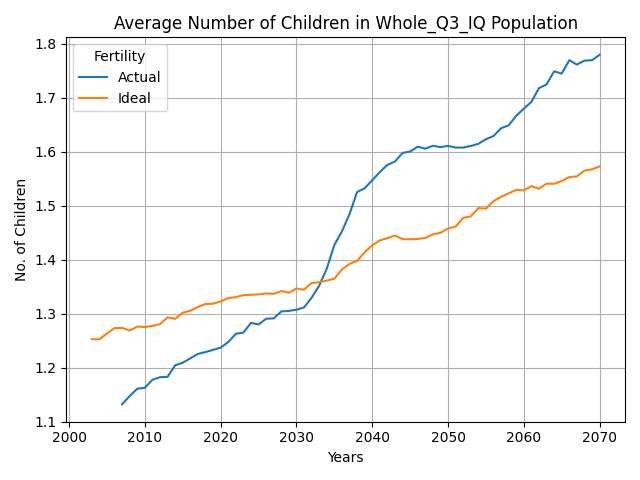 Average Number of Children in Whole_Q3_IQ Population
Fertility
Actual
Ideal
No. of Children
1.8
1.7
1.6
1.5
1.4
1.3
1.2
1.1
2000 2010 2020 2030 2040 2050 2060 2070
Years